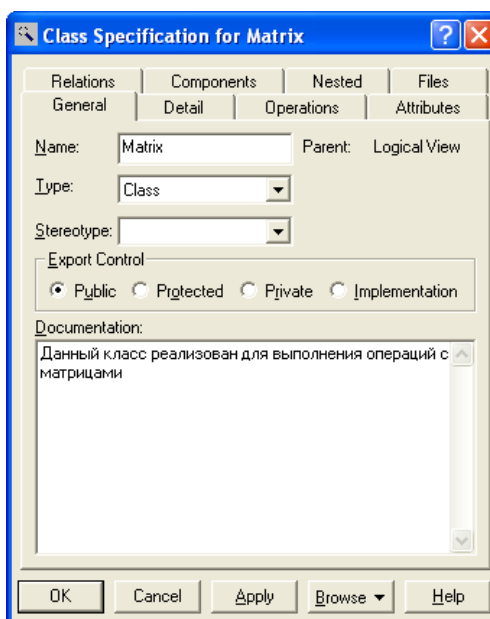 Class Specification for Matrix
Relations Components Nested Files
General Detail Operations Attributes
Name: Matrix Parent: Logical View
Type: Class
Stereotype:
Export Control
Public Protected Private Implementation
Documentation:
Данный класс реализован для выполнения операций с
матрицами
OK Cancel Apply Browse Help